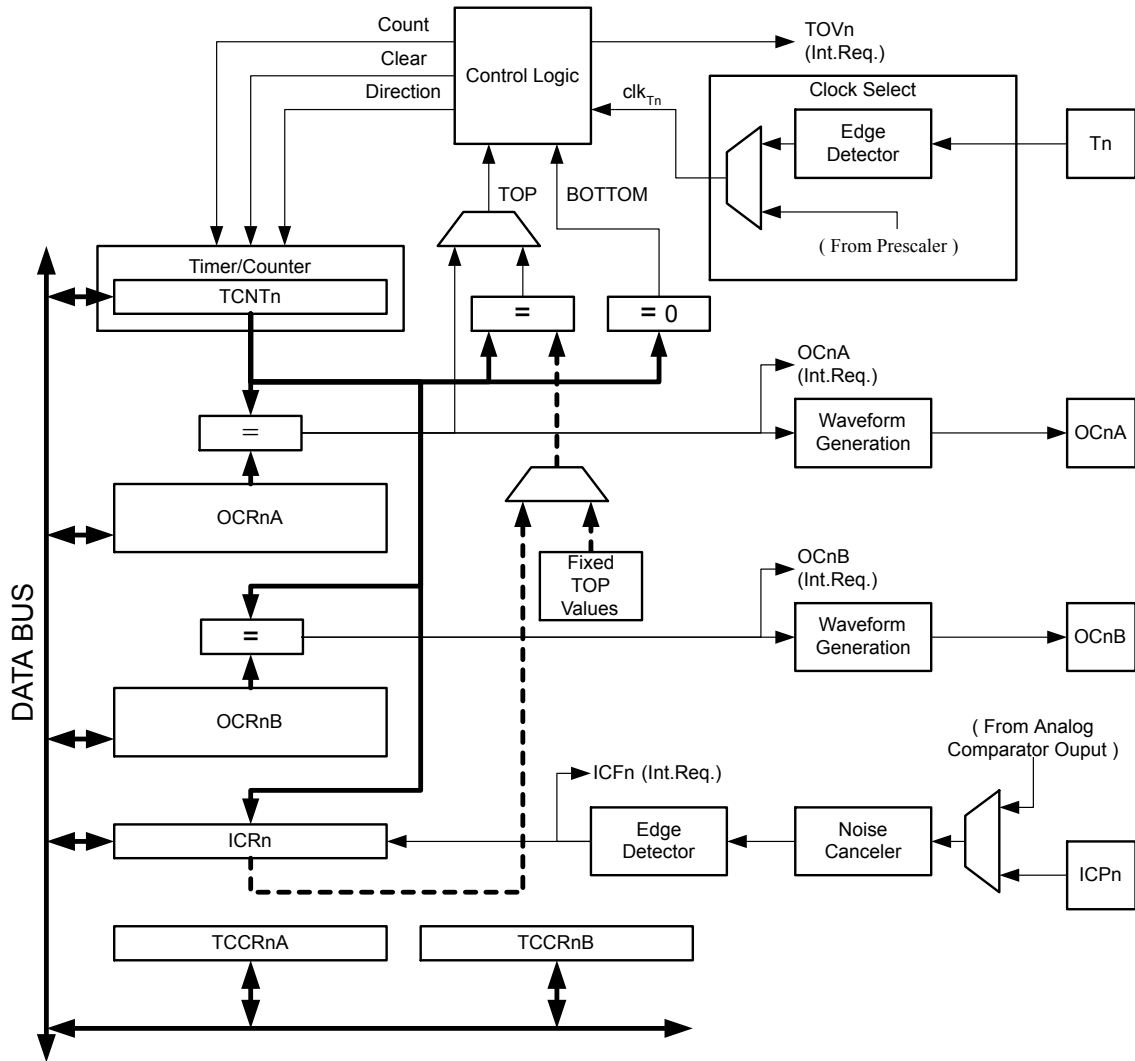 Count
Clear
Direction
Control Logic
TOVn
(Int.Req.)
clkTn
Clock Select
Edge
Detector
Tn
( From Prescaler )
TOP
BOTTOM
Timer/Counter
TCNTn
=
= 0
OCnA
(Int.Req.)
=
Waveform
Generation
OCnA
OCRnA
Fixed
TOP
Values
OCnB
(Int.Req.)
=
Waveform
Generation
OCnB
DATA BUS
OCRnB
( From Analog
Comparator Ouput )
ICFn (Int.Req.)
ICRn
Edge
Detector
Noise
Canceler
ICPn
TCCRnA
TCCRnB